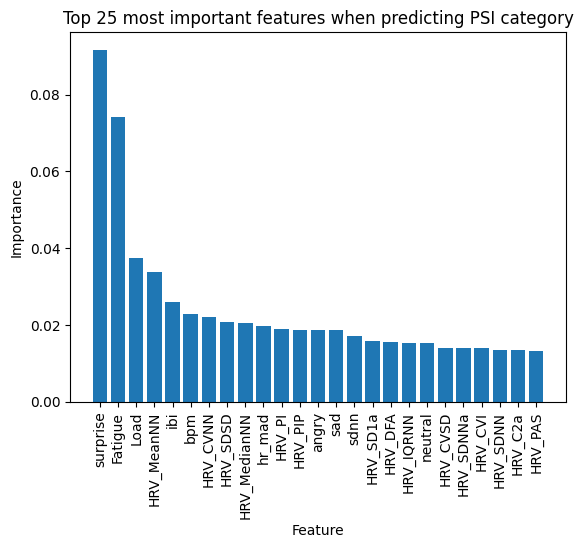 Top 25 most important features when predicting PSI category
Importance
0.08
0.06
0.04
0.02
0.00
surprise
Fatigue
Load
HRV_MeanNN
ibi
bpm
HRV_CVNN
HRV_SDSD
HRV_MedianNN
hr_mad
HRV_PI
HRV_PIP
angry
sad
sdnn
HRV_SD1a
HRV_DFA
HRV_IQRNN
neutral
HRV_CVSD
HRV_SDNNa
HRV_CVI
HRV_SDNN
HRV_C2a
HRV_PAS
Feature